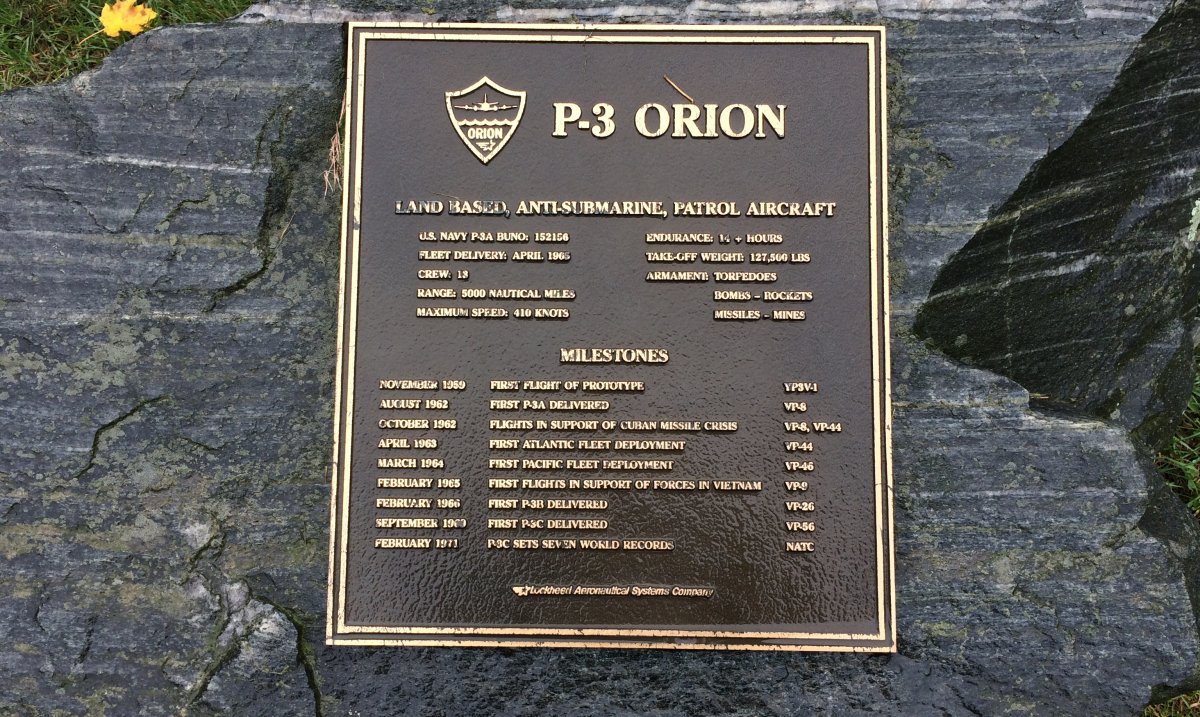 ORION
P-3 ORION
LAND BASED, ANTI-SUBMARINE, PATROL AIRCRAFT
U.S. NAVY P-3A BUNO: 152156
FLEET DELIVERY: APRIL 1965
CREW: 13
RANGE: 5000 NAUTICAL MILES
MAXIMUM SPEED: 410 KNOTS
ENDURANCE: 14 + HOURS
TAKE-OFF WEIGHT: 127,500 LBS
ARMAMENT: TORPEDOES
BOMBS – ROCKETS
MISSILES – MINES
MILESTONES
NOVEMBER 1959 FIRST FLIGHT OF PROTOTYPE YP3V-1
AUGUST 1962 FIRST P-3A DELIVERED VP-8
OCTOBER 1962 FLIGHTS IN SUPPORT OF CUBAN MISSILE CRISIS VP-8, VP-44
APRIL 1963 FIRST ATLANTIC FLEET DEPLOYMENT VP-44
MARCH 1964 FIRST PACIFIC FLEET DEPLOYMENT VP-46
FEBRUARY 1965 FIRST FLIGHTS IN SUPPORT OF FORCES IN VIETNAM VP-9
FEBRUARY 1966 FIRST P-3B DELIVERED VP-26
SEPTEMBER FIRST P-3C DELIVERED VP-56
FEBRUARY 1971 P-3C SETS SEVEN WORLD RECORDS NATC
Lockheed Aeronautical Systems Company